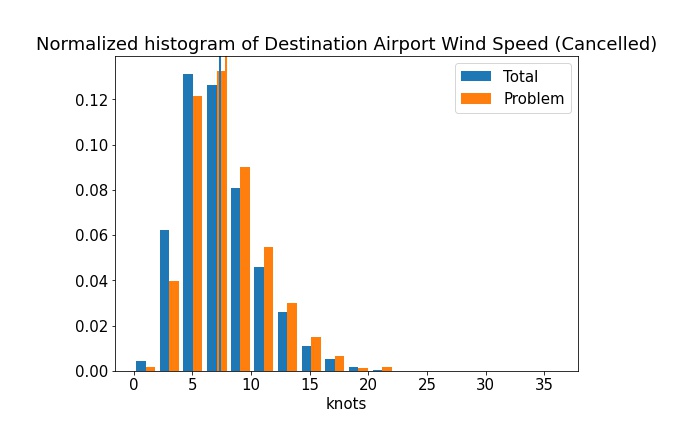 Normalized histogram of Destination Airport Wind Speed (Cancelled)
Total
Problem
0.12
0.10
0.08
0.06
0.04
0.02
0.00
0 5 10 15 20 25 30 35
knots